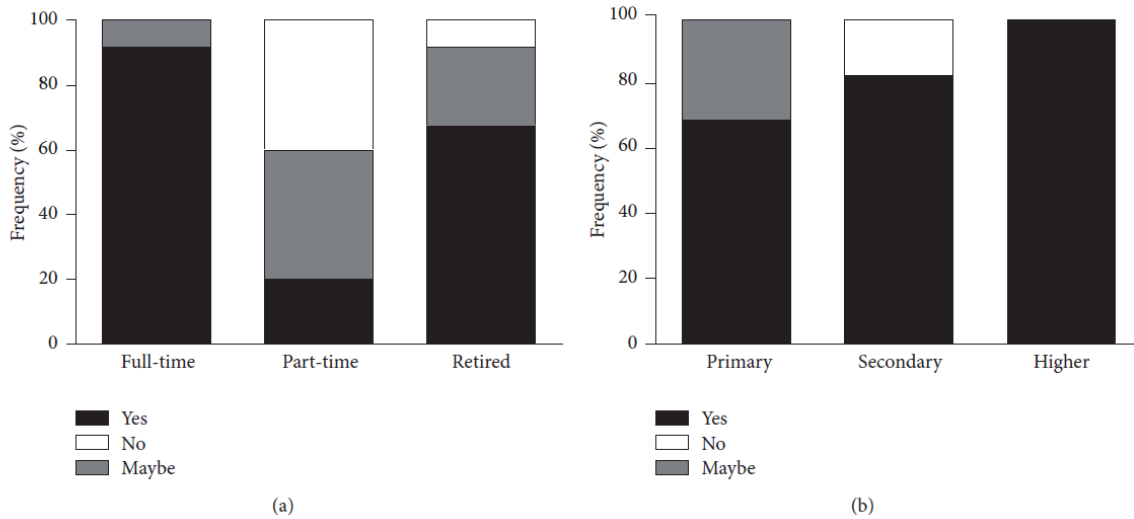 Frequency (%)
100
80
60
40
20
0
Full-time Part-time Retired
Yes
No
Maybe
(a)
Frequency (%)
100
80
60
40
20
0
Primary Secondary Higher
Yes
No
Maybe
(b)